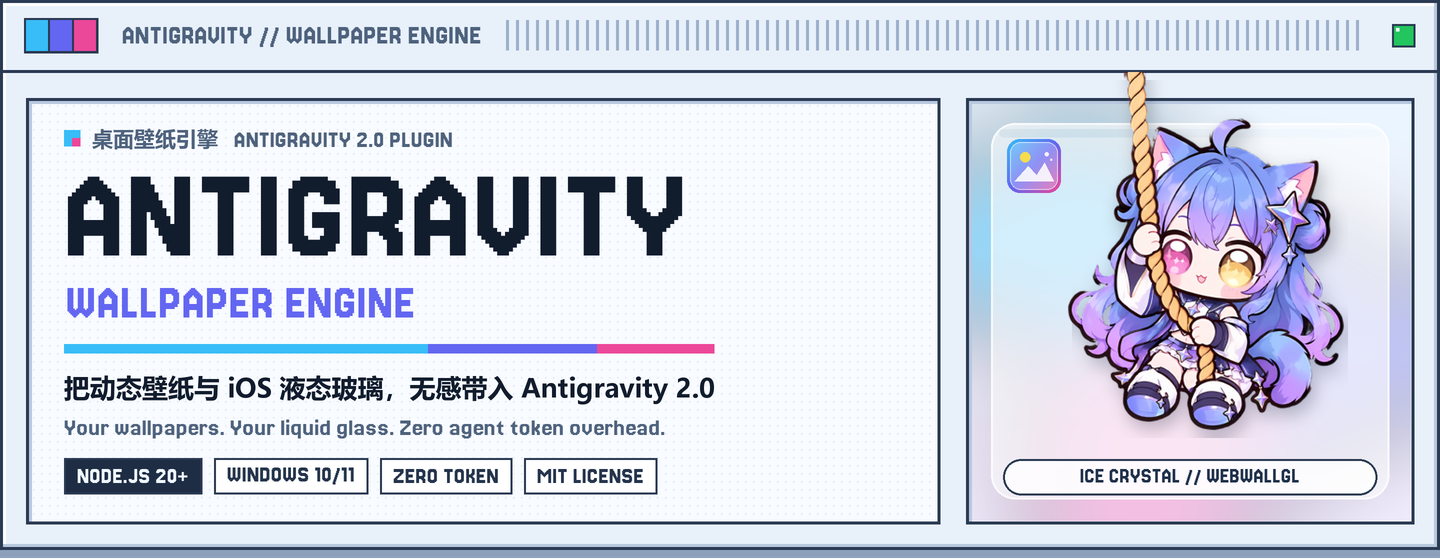 ANTIGRAVITY // WALLPAPER ENGINE
桌面壁纸引擎 ANTIGRAVITY 2.0 PLUGIN
ANTIGRAVITY
WALLPAPER ENGINE
把动态壁纸与 iOS 液态玻璃，无感带入 Antigravity 2.0
Your wallpapers. Your liquid glass. Zero agent token overhead.
NODE.JS 20+ WINDOWS 10/11 ZERO TOKEN MIT LICENSE
ICE CRYSTAL // WEBWALLGL